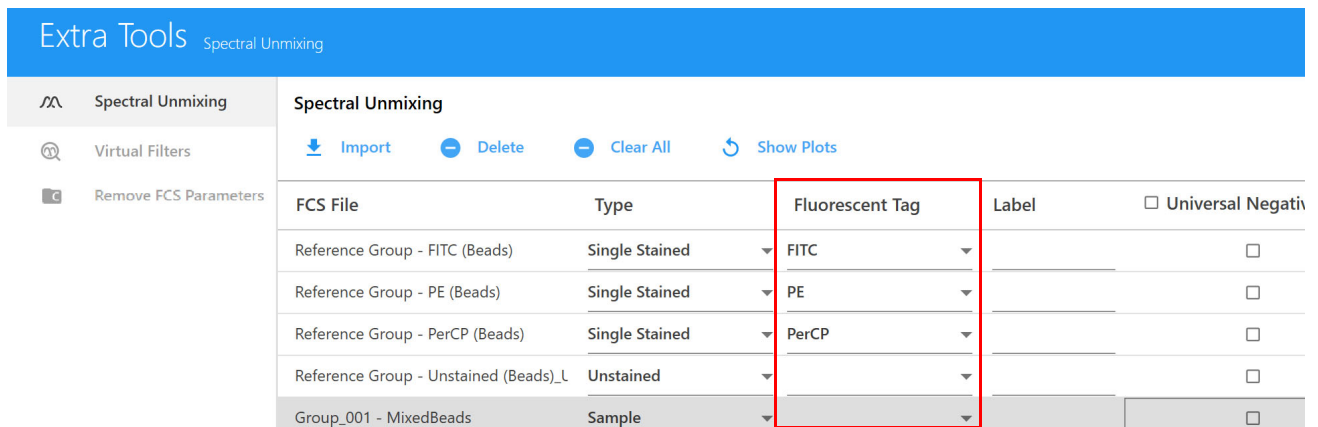 Extra Tools Spectral Unmixing
Spectral Unmixing
Virtual Filters
Remove FCS Parameters
Spectral Unmixing
Import Delete Clear All Show Plots
FCS File Type Fluorescent Tag Label Universal Negativ
Reference Group - FITC (Beads) Single Stained FITC
Reference Group - PE (Beads) Single Stained PE
Reference Group - PerCP (Beads) Single Stained PerCP
Reference Group - Unstained (Beads)_U Unstained
Group_001 - MixedBeads Sample